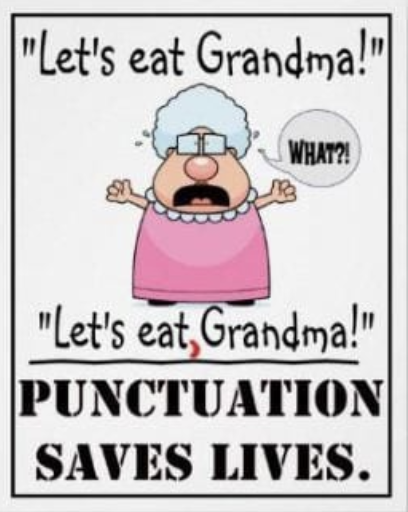 "Let's eat Grandma!"
WHAT?!
"Let's eat, Grandma!"
PUNCTUATION
SAVES LIVES.